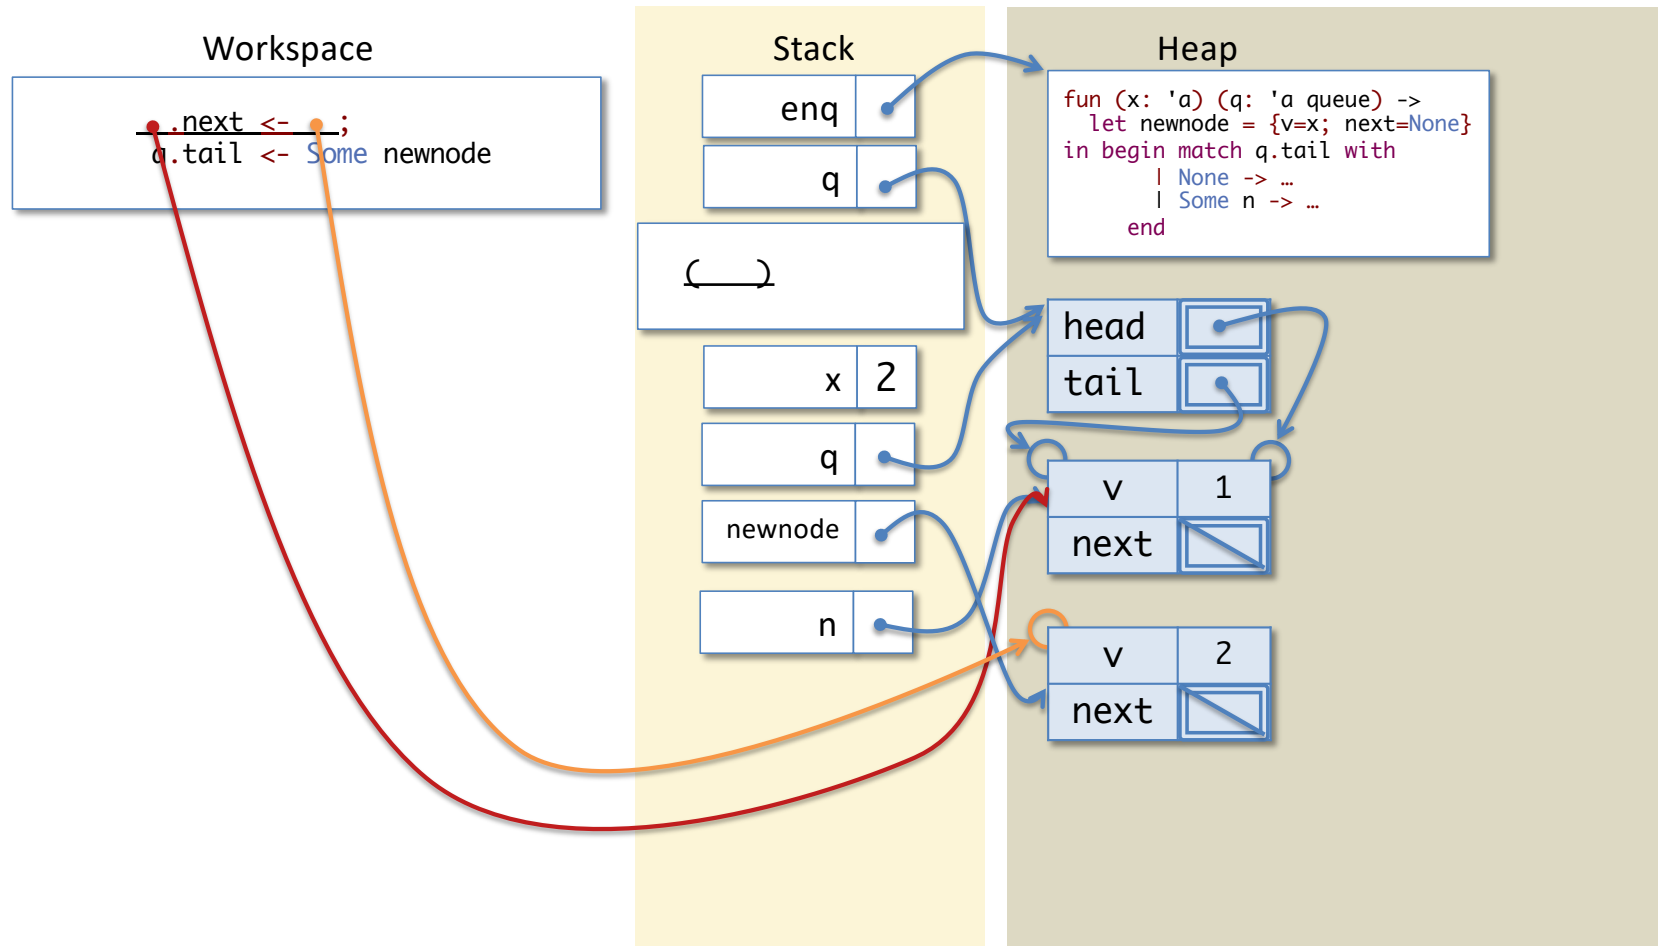 Workspace
.next <- ;
q.tail <- Some newnode
Stack
enq
q
( )
x 2
q
newnode
n
Heap
fun (x: 'a) (q: 'a queue) ->
let newnode = {v=x; next=None}
in begin match q.tail with
| None -> …
| Some n -> …
end
head
tail
v 1
next
v 2
next